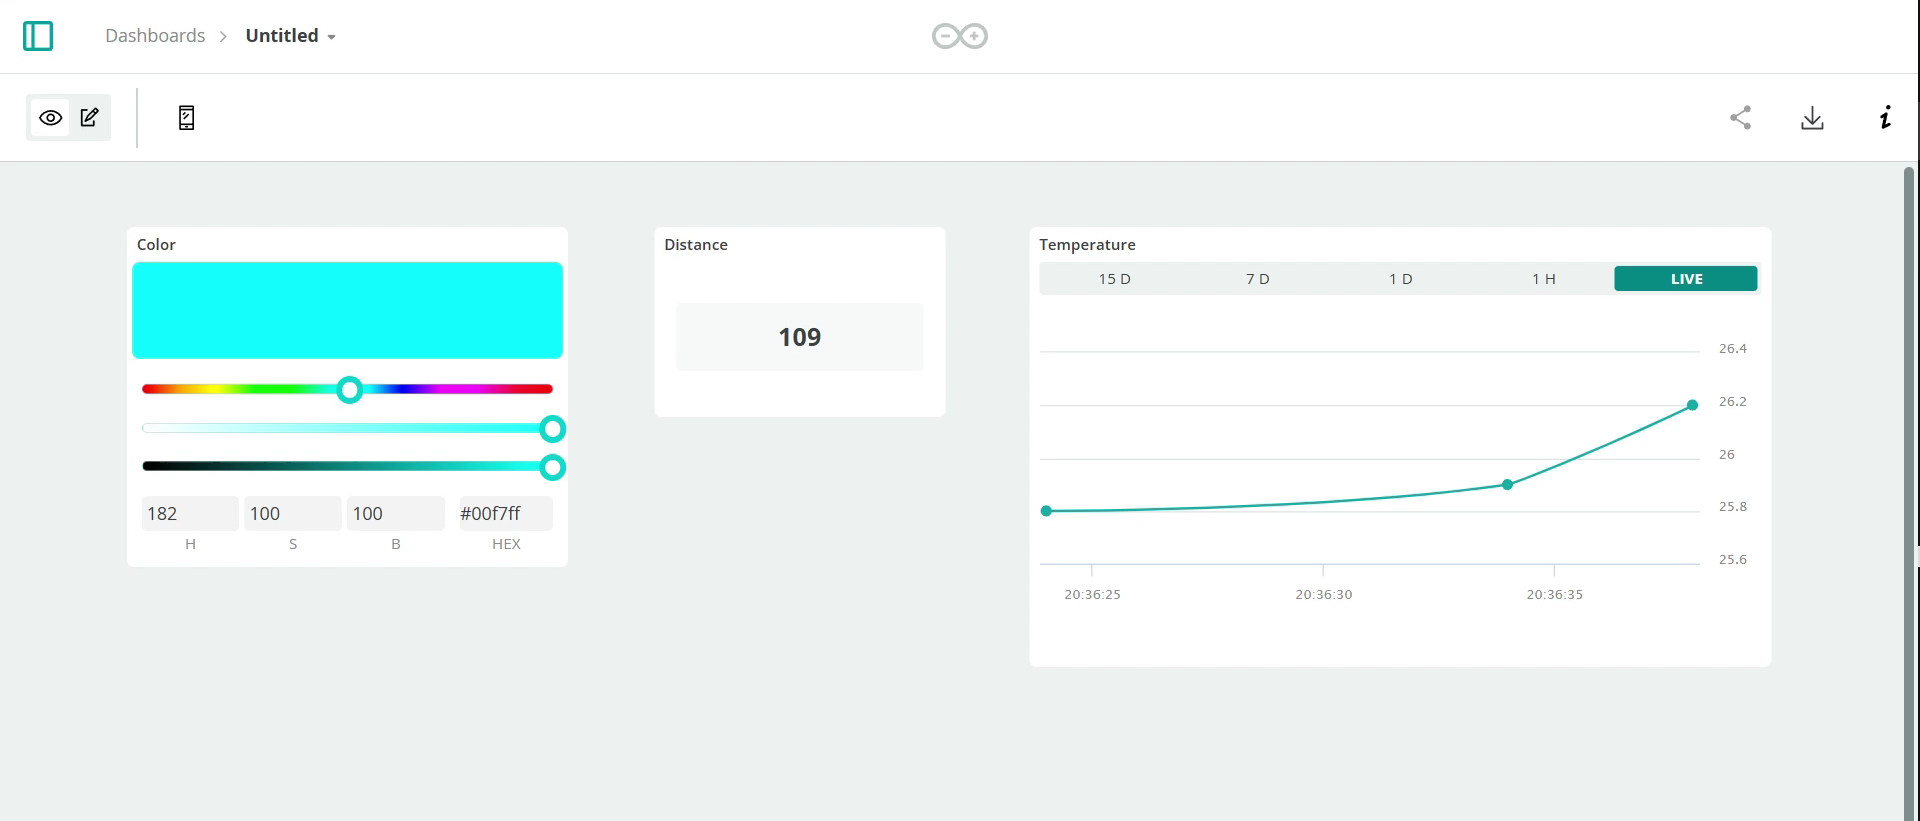 Dashboards > Untitled
Color
182 100 100 #00f7ff
H S B HEX
Distance
109
Temperature
15 D 7 D 1 D 1 H LIVE
26.4
26.2
26
25.8
25.6
20:36:25 20:36:30 20:36:35